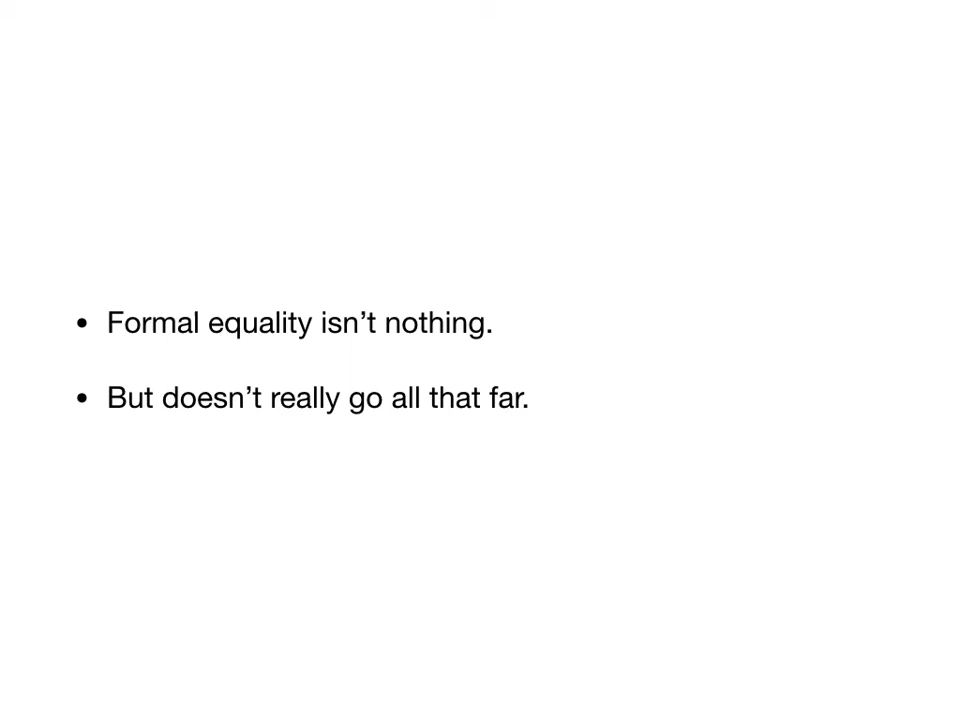 • Formal equality isn’t nothing.
• But doesn’t really go all that far.